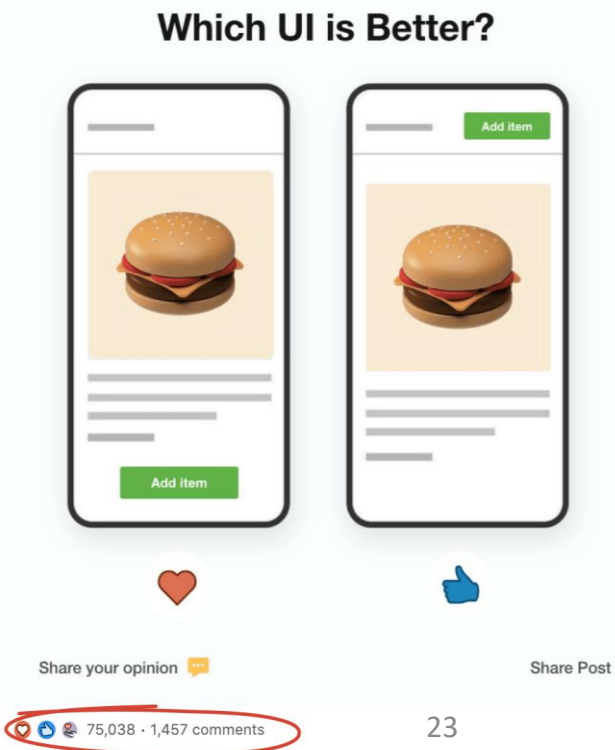 Which UI is Better?
Add item
Add item
Share your opinion
Share Post
75,038 · 1,457 comments
23